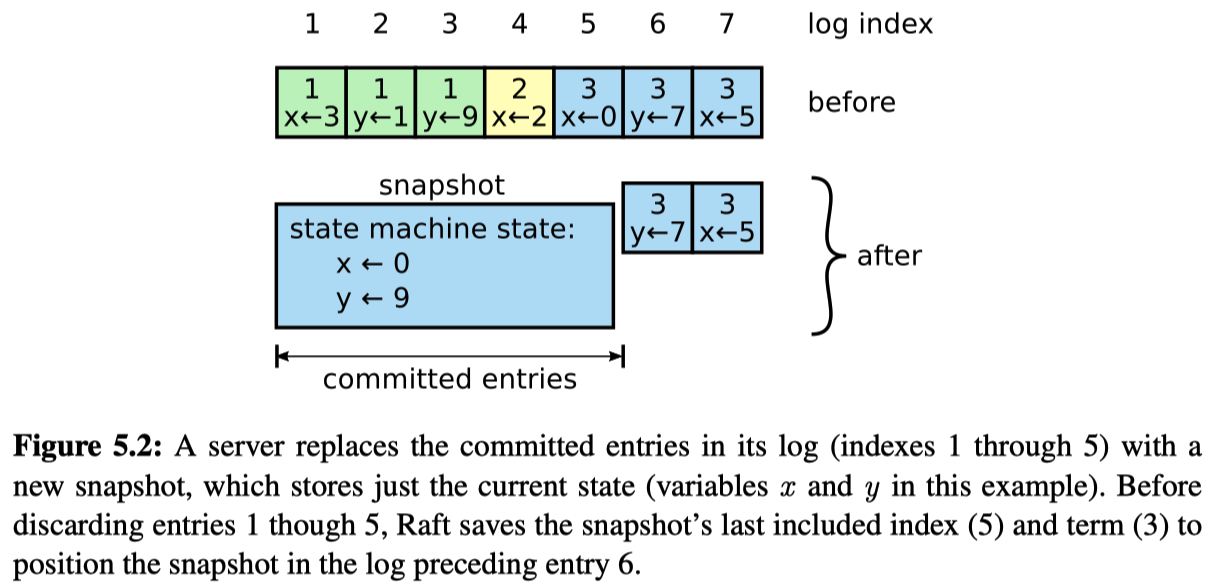 1 2 3 4 5 6 7 log index
1 1 1 2 3 3 3
x←3 y←1 y←9 x←2 x←0 y←7 x←5 before
snapshot
state machine state:
x ← 0
y ← 9
3 3
y←7 x←5
after
committed entries
Figure 5.2: A server replaces the committed entries in its log (indexes 1 through 5) with a
new snapshot, which stores just the current state (variables x and y in this example). Before
discarding entries 1 though 5, Raft saves the snapshot’s last included index (5) and term (3) to
position the snapshot in the log preceding entry 6.